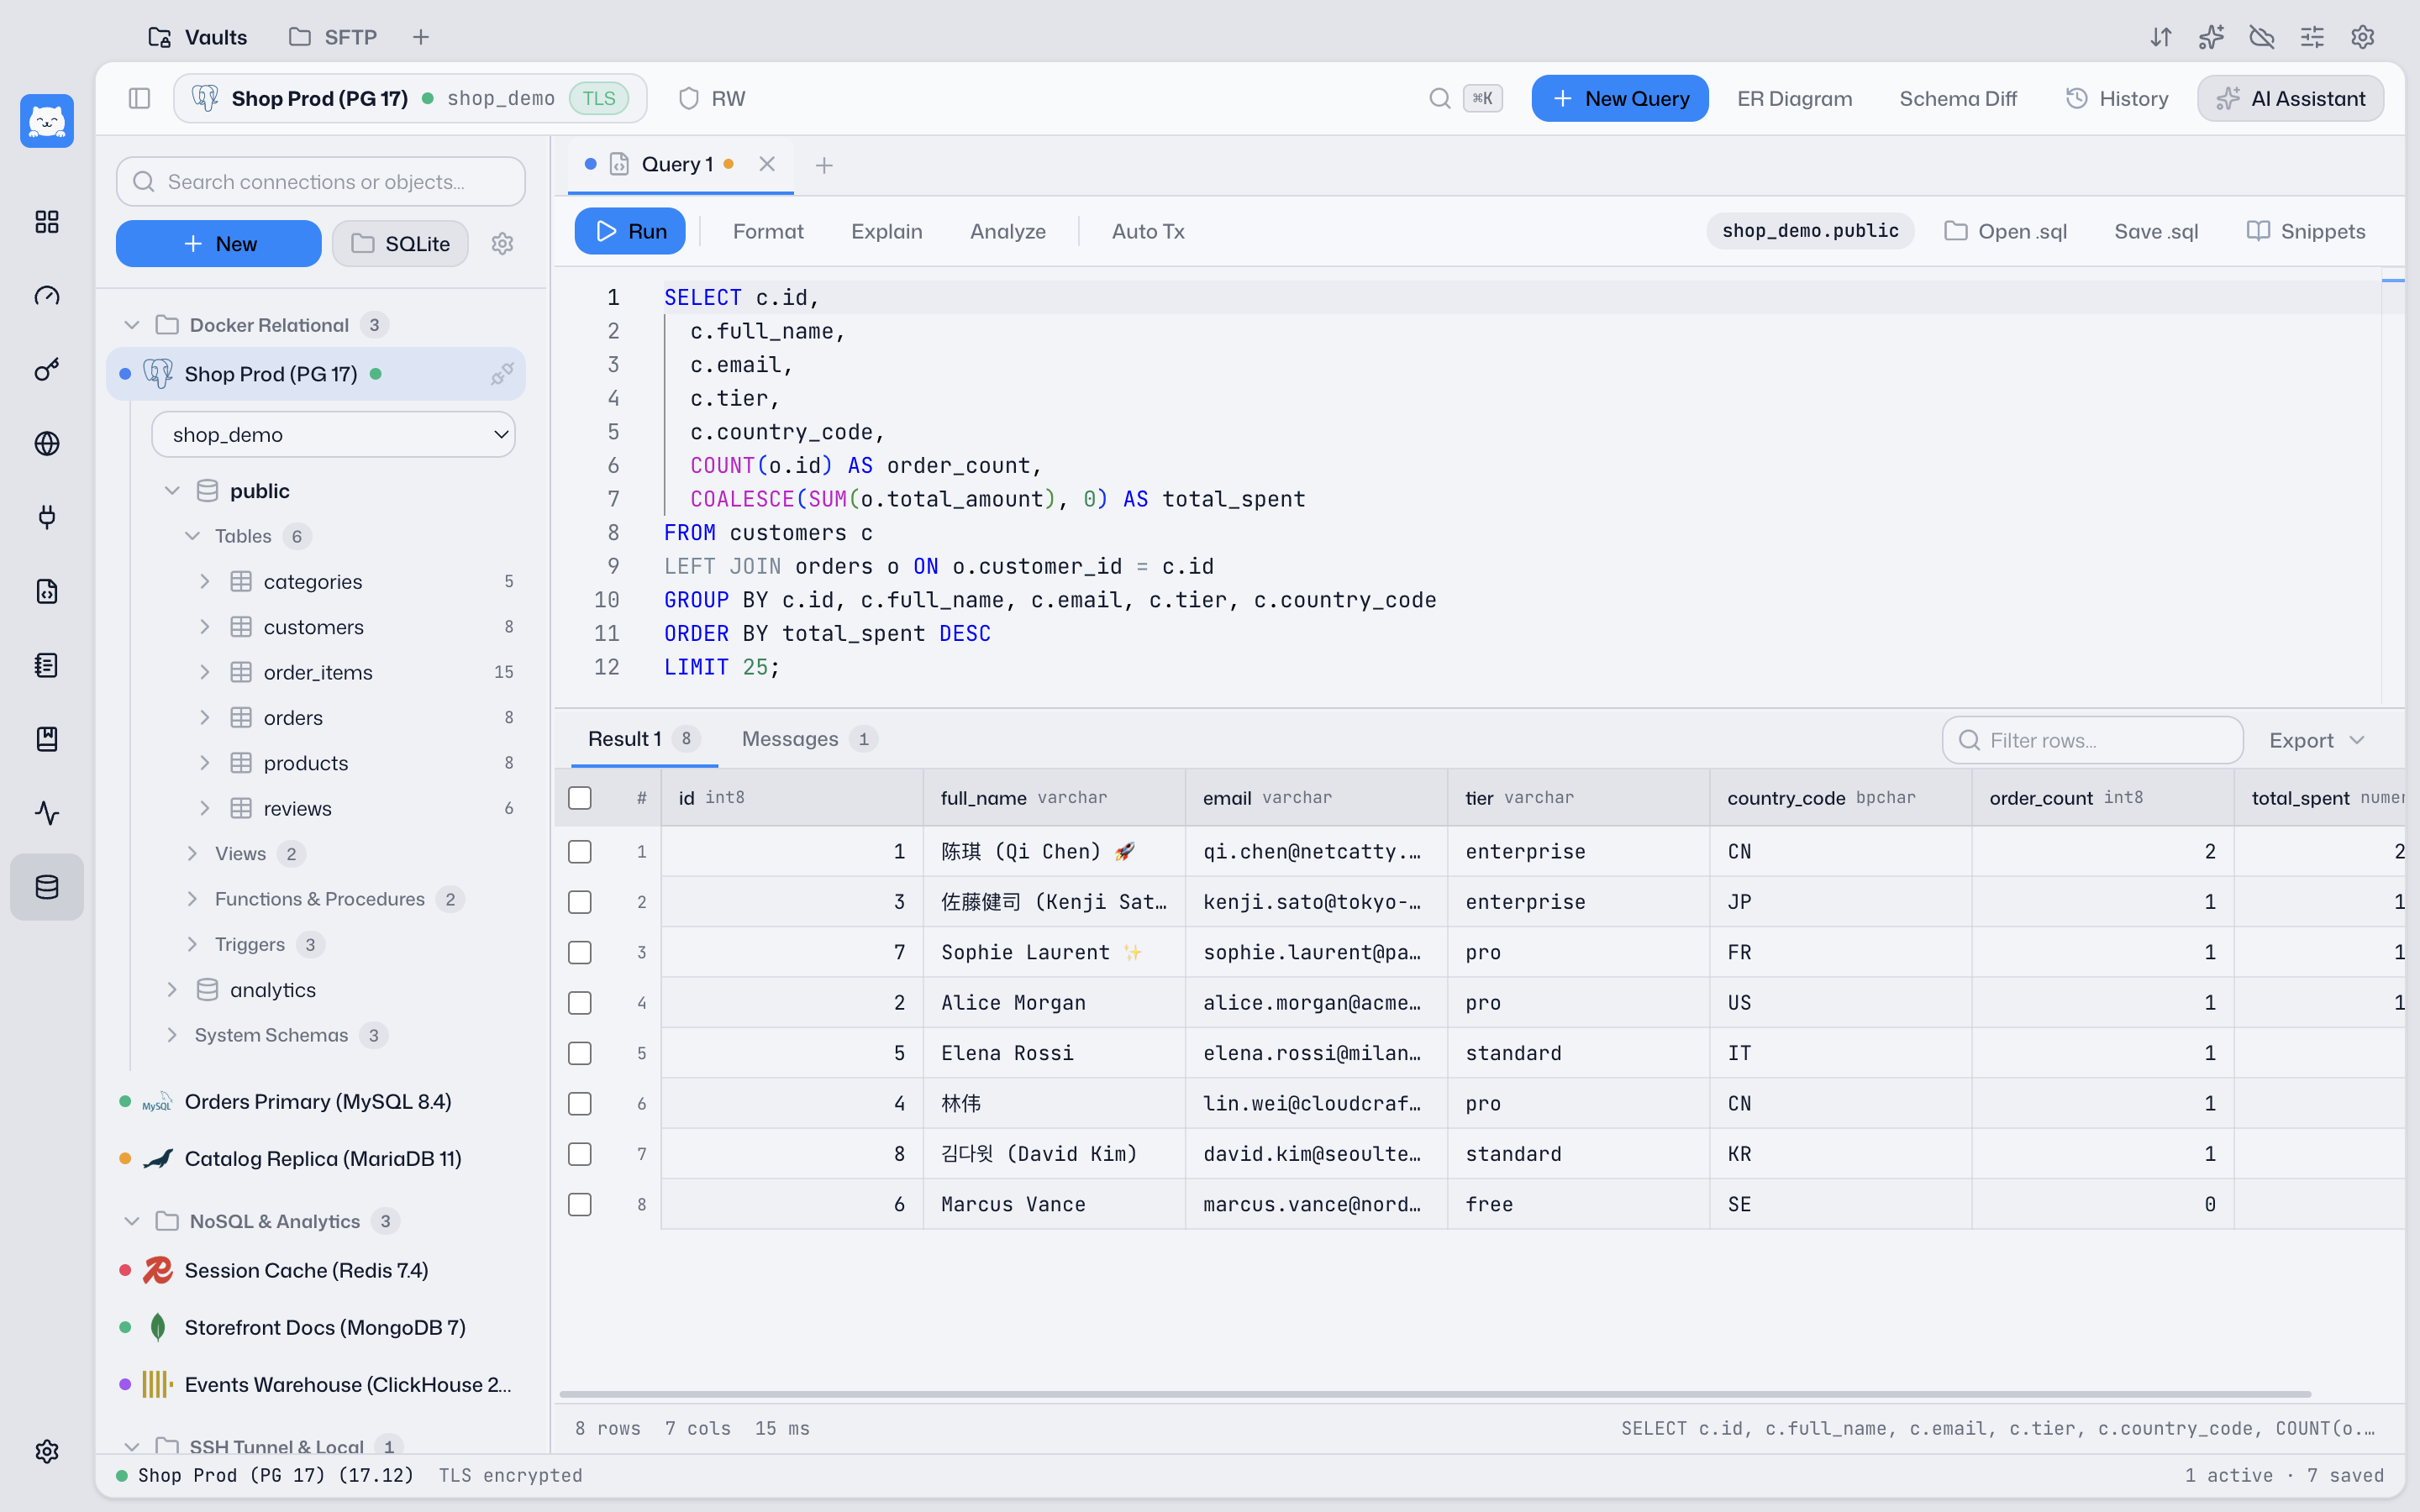 Vaults SFTP
Shop Prod (PG 17) shop_demo TLS RW ⌘K New Query ER Diagram Schema Diff History AI Assistant
Search connections or objects...
New SQLite
Docker Relational 3
Shop Prod (PG 17)
shop_demo
public
Tables 6
categories 5
customers 8
order_items 15
orders 8
products 8
reviews 6
Views 2
Functions & Procedures 2
Triggers 3
analytics
System Schemas 3
MySQL Orders Primary (MySQL 8.4)
Catalog Replica (MariaDB 11)
NoSQL & Analytics 3
Session Cache (Redis 7.4)
Storefront Docs (MongoDB 7)
Events Warehouse (ClickHouse 2...
SSH Tunnel & Local 1
Query 1
Run Format Explain Analyze Auto Tx shop_demo.public Open .sql Save .sql Snippets
1 SELECT c.id,
2 c.full_name,
3 c.email,
4 c.tier,
5 c.country_code,
6 COUNT(o.id) AS order_count,
7 COALESCE(SUM(o.total_amount), 0) AS total_spent
8 FROM customers c
9 LEFT JOIN orders o ON o.customer_id = c.id
10 GROUP BY c.id, c.full_name, c.email, c.tier, c.country_code
11 ORDER BY total_spent DESC
12 LIMIT 25;
Result 1 8 Messages 1 Filter rows... Export
# id int8 full_name varchar email varchar tier varchar country_code bpchar order_count int8 total_spent numer
1 1 陈琪 (Qi Chen) 🚀 qi.chen@netcatty.… enterprise CN 2 2
2 3 佐藤健司 (Kenji Sat… kenji.sato@tokyo-… enterprise JP 1 1
3 7 Sophie Laurent ✨ sophie.laurent@pa… pro FR 1 1
4 2 Alice Morgan alice.morgan@acme… pro US 1 1
5 5 Elena Rossi elena.rossi@milan… standard IT 1
6 4 林伟 lin.wei@cloudcraf… pro CN 1
7 8 김다윗 (David Kim) david.kim@seoulte… standard KR 1
8 6 Marcus Vance marcus.vance@nord… free SE 0
8 rows 7 cols 15 ms SELECT c.id, c.full_name, c.email, c.tier, c.country_code, COUNT(o.…
Shop Prod (PG 17) (17.12) TLS encrypted 1 active · 7 saved